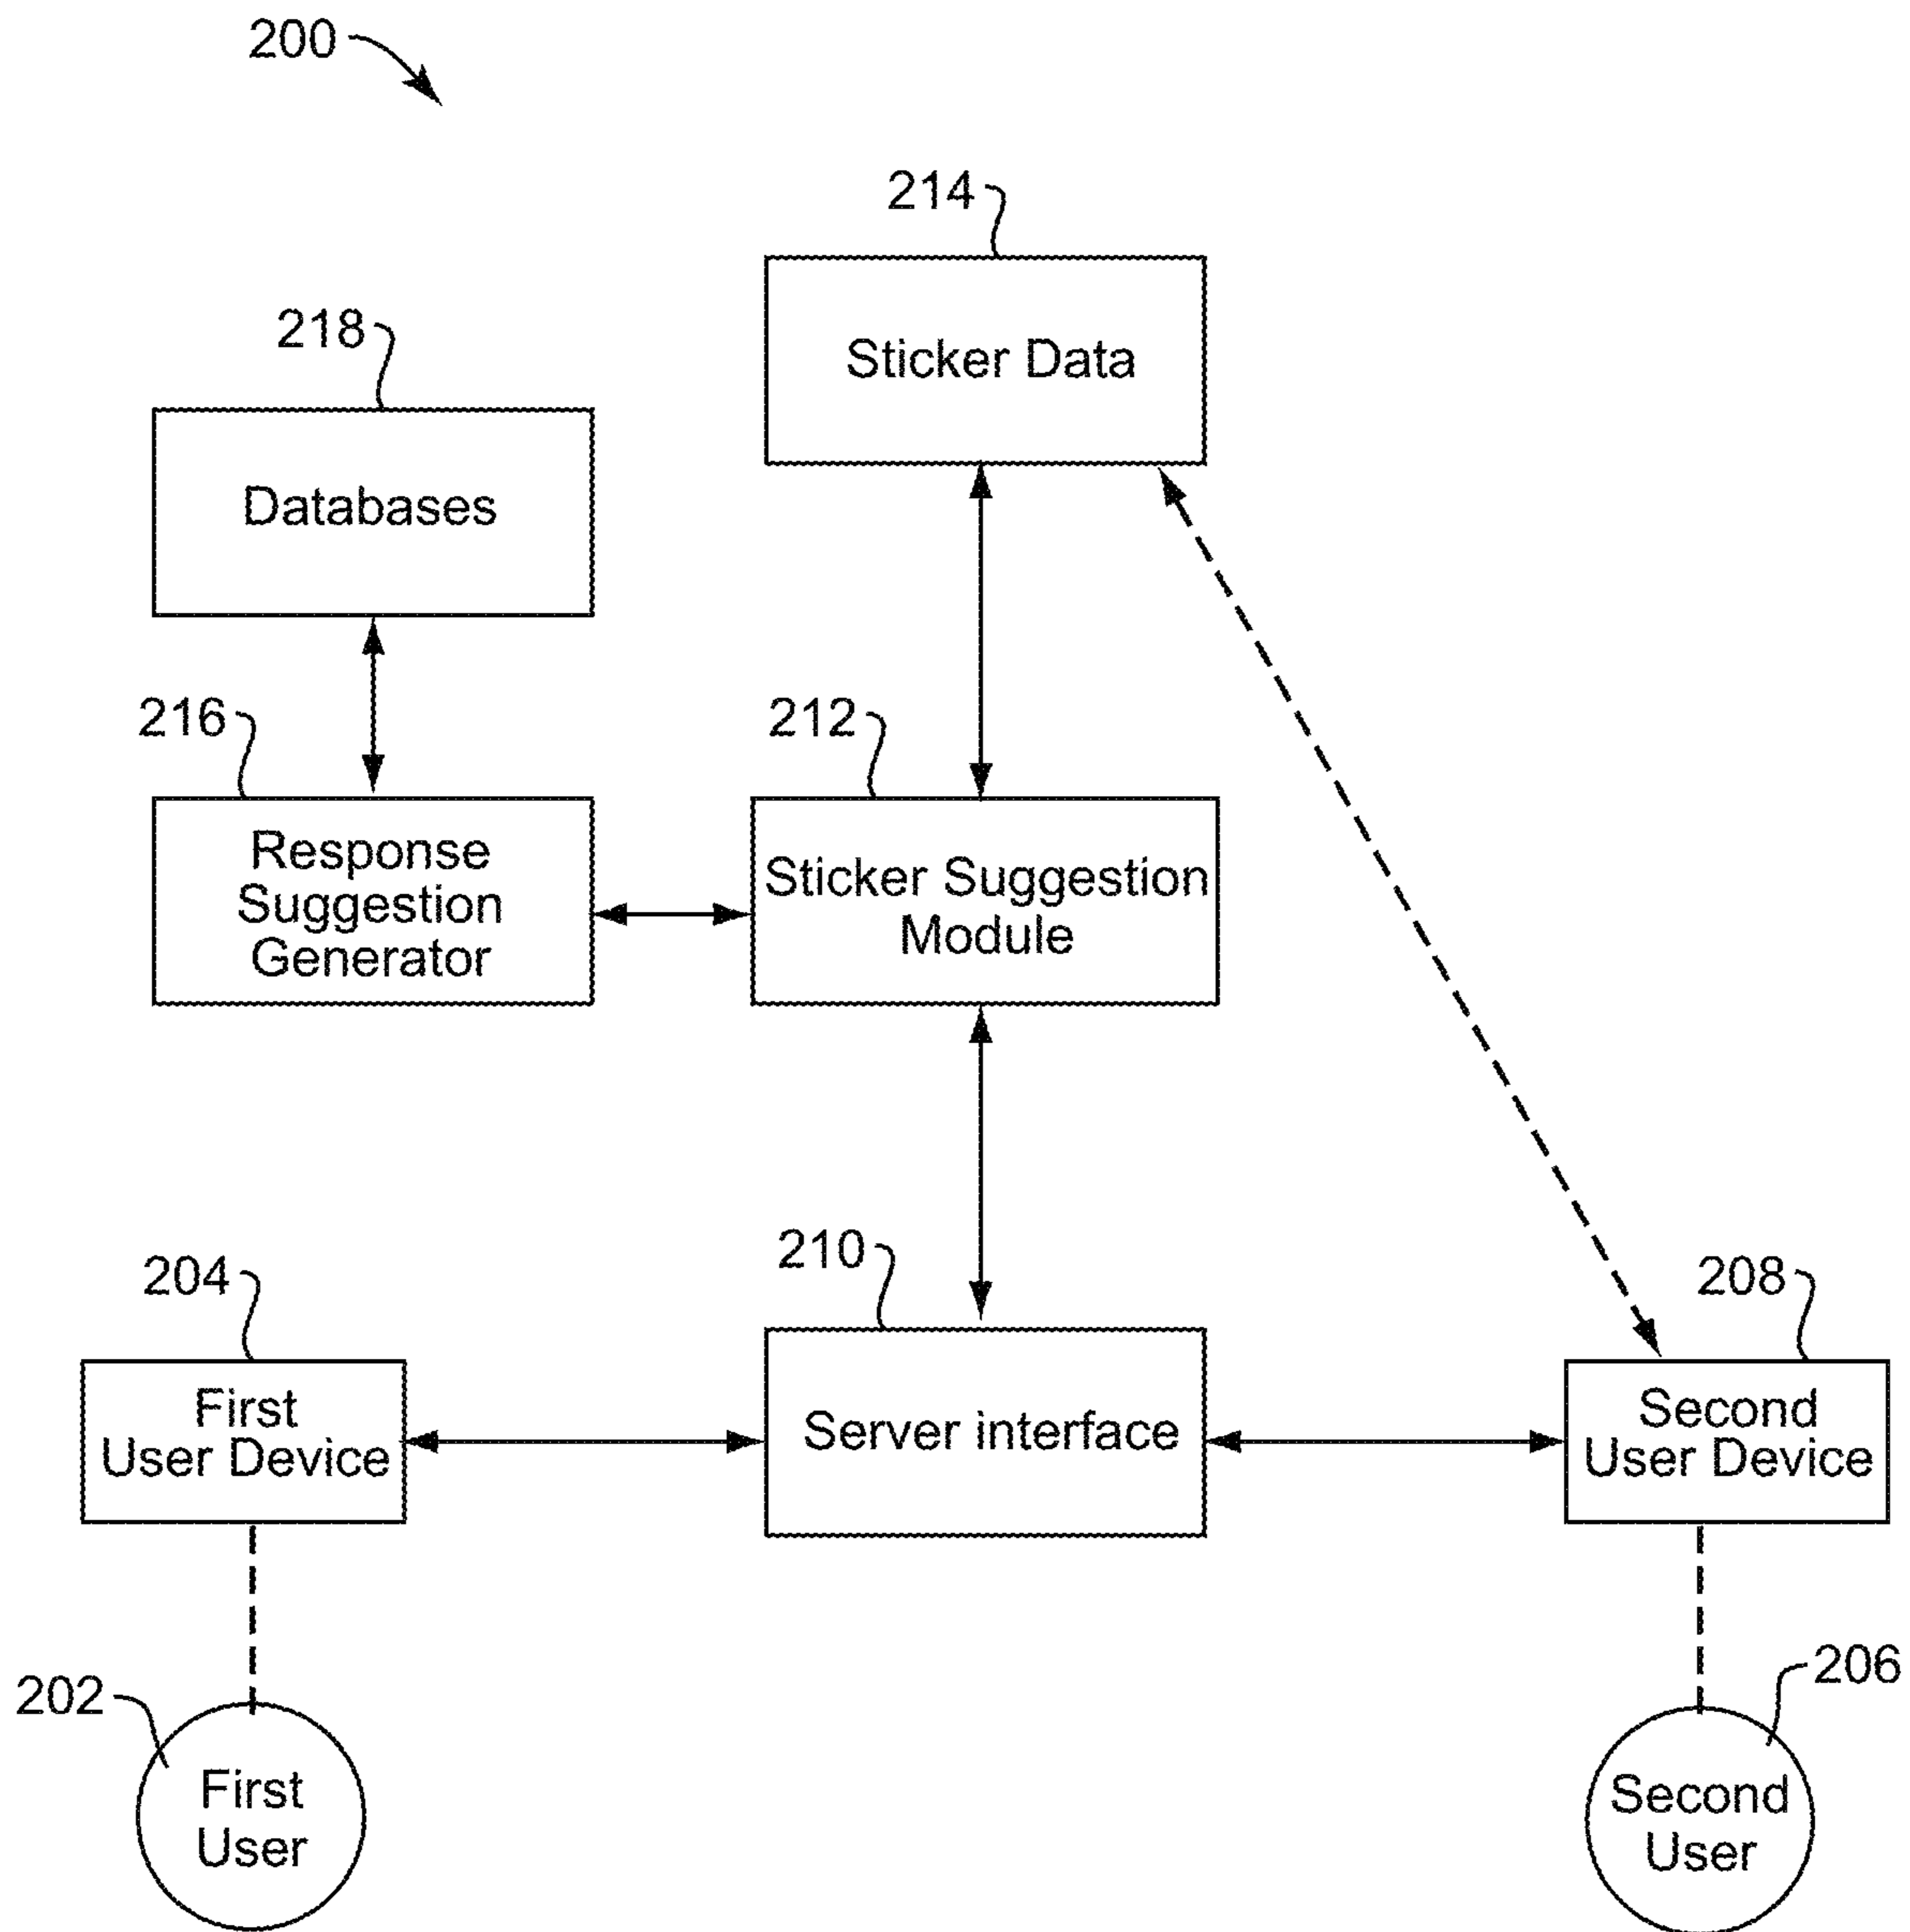 200
214
Sticker Data
218
Databases
216
Response
Suggestion
Generator
212
Sticker Suggestion
Module
210
Server interface
204
First
User Device
208
Second
User Device
202
First
User
206
Second
User